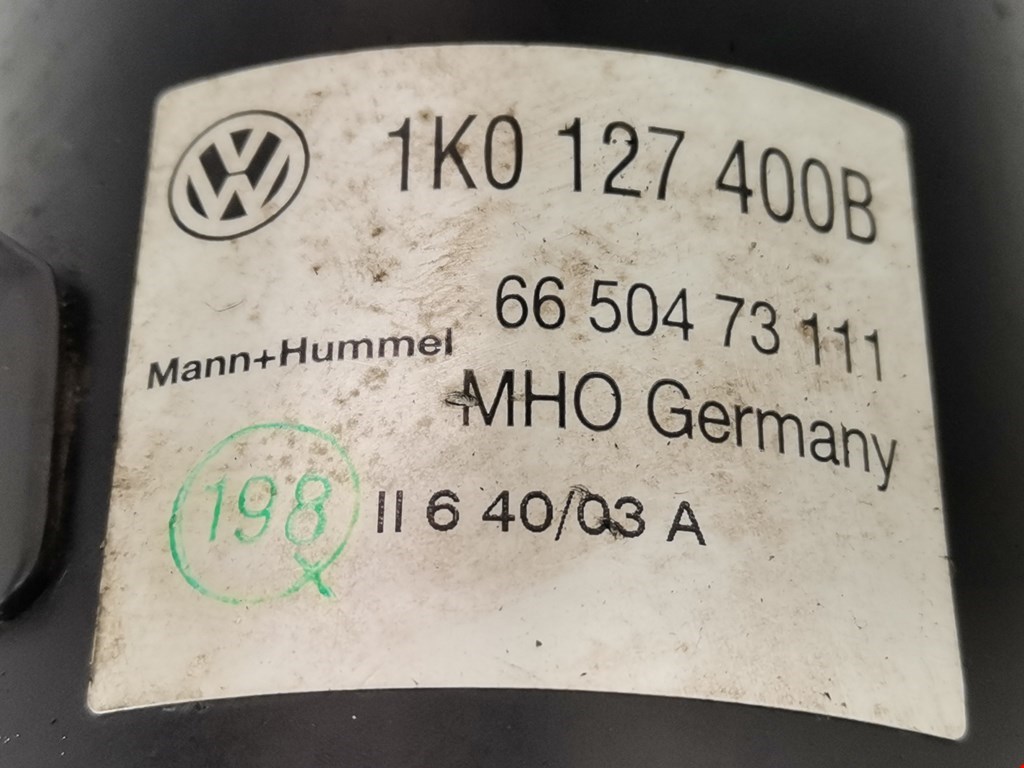 1K0 127 400B
66 504 73 111
Mann+Hummel
MHO Germany
198
II 6 40/03 A